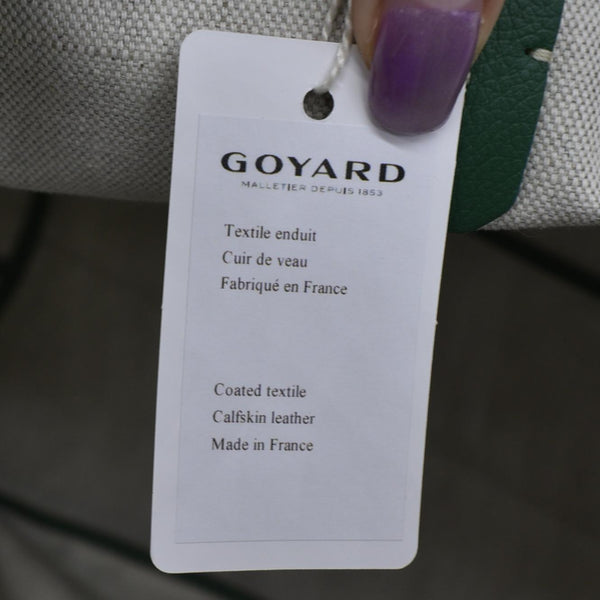 GOYARD
MALLETIER DEPUIS 1853
Textile enduit
Cuir de veau
Fabriqué en France
Coated textile
Calfskin leather
Made in France